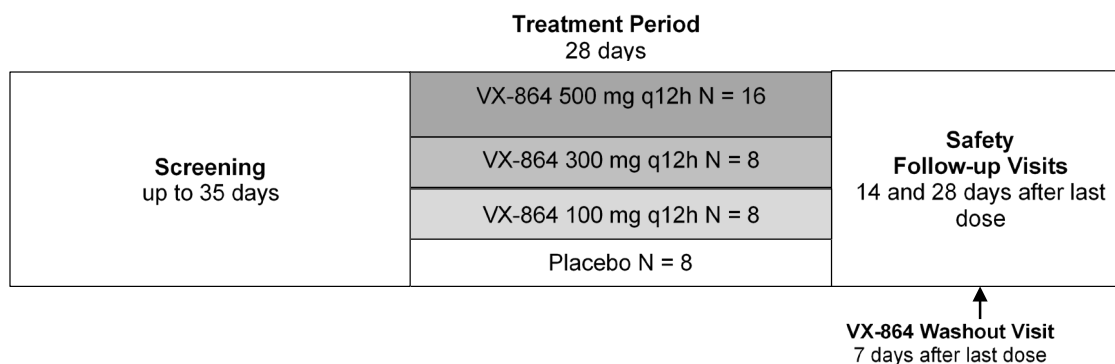 Treatment Period
28 days
Screening
up to 35 days
VX-864 500 mg q12h N = 16
VX-864 300 mg q12h N = 8
VX-864 100 mg q12h N = 8
Placebo N = 8
Safety
Follow-up Visits
14 and 28 days after last
dose
VX-864 Washout Visit
7 days after last dose